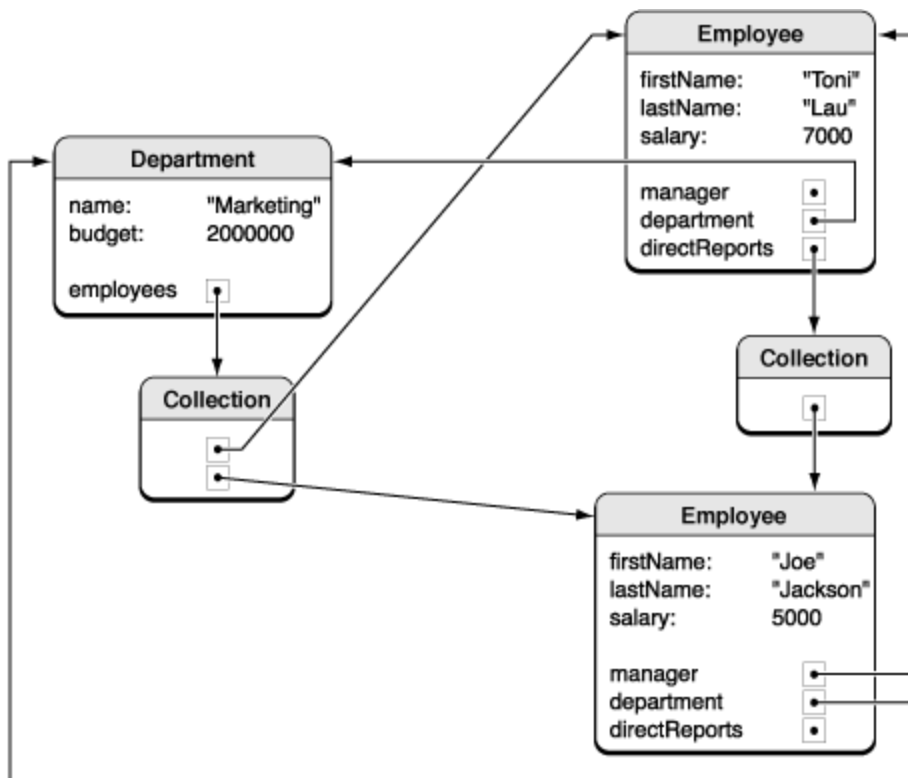 Employee
firstName: "Toni"
lastName: "Lau"
salary: 7000
manager
department
directReports
Department
name: "Marketing"
budget: 2000000
employees
Collection
Collection
Employee
firstName: "Joe"
lastName: "Jackson"
salary: 5000
manager
department
directReports